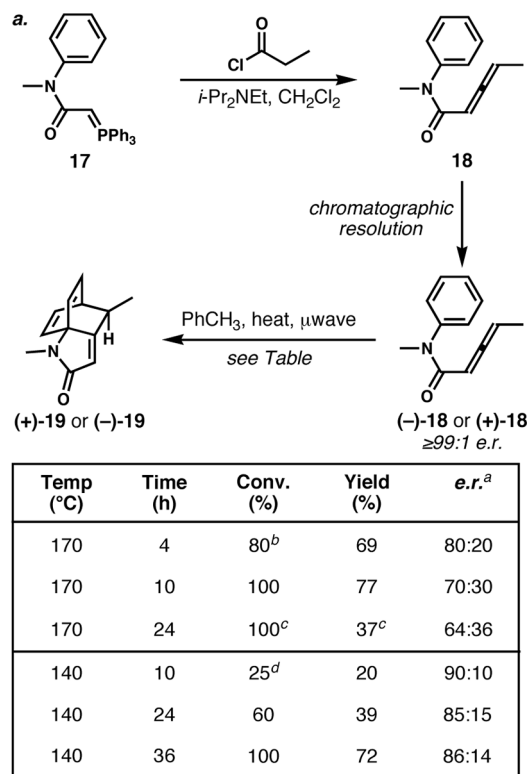 a.
Cl
O
i-Pr₂NEt, CH₂Cl₂
N
O
PPh₃
17
N
O
18
chromatographic
resolution
PhCH₃, heat, μwave
see Table
N
O
H
(+)-19 or (–)-19
N
O
(–)-18 or (+)-18
≥99:1 e.r.
Temp (°C) Time (h) Conv. (%) Yield (%) e.r.ᵃ
170 4 80ᵇ 69 80:20
170 10 100 77 70:30
170 24 100ᶜ 37ᶜ 64:36
140 10 25ᵈ 20 90:10
140 24 60 39 85:15
140 36 100 72 86:14